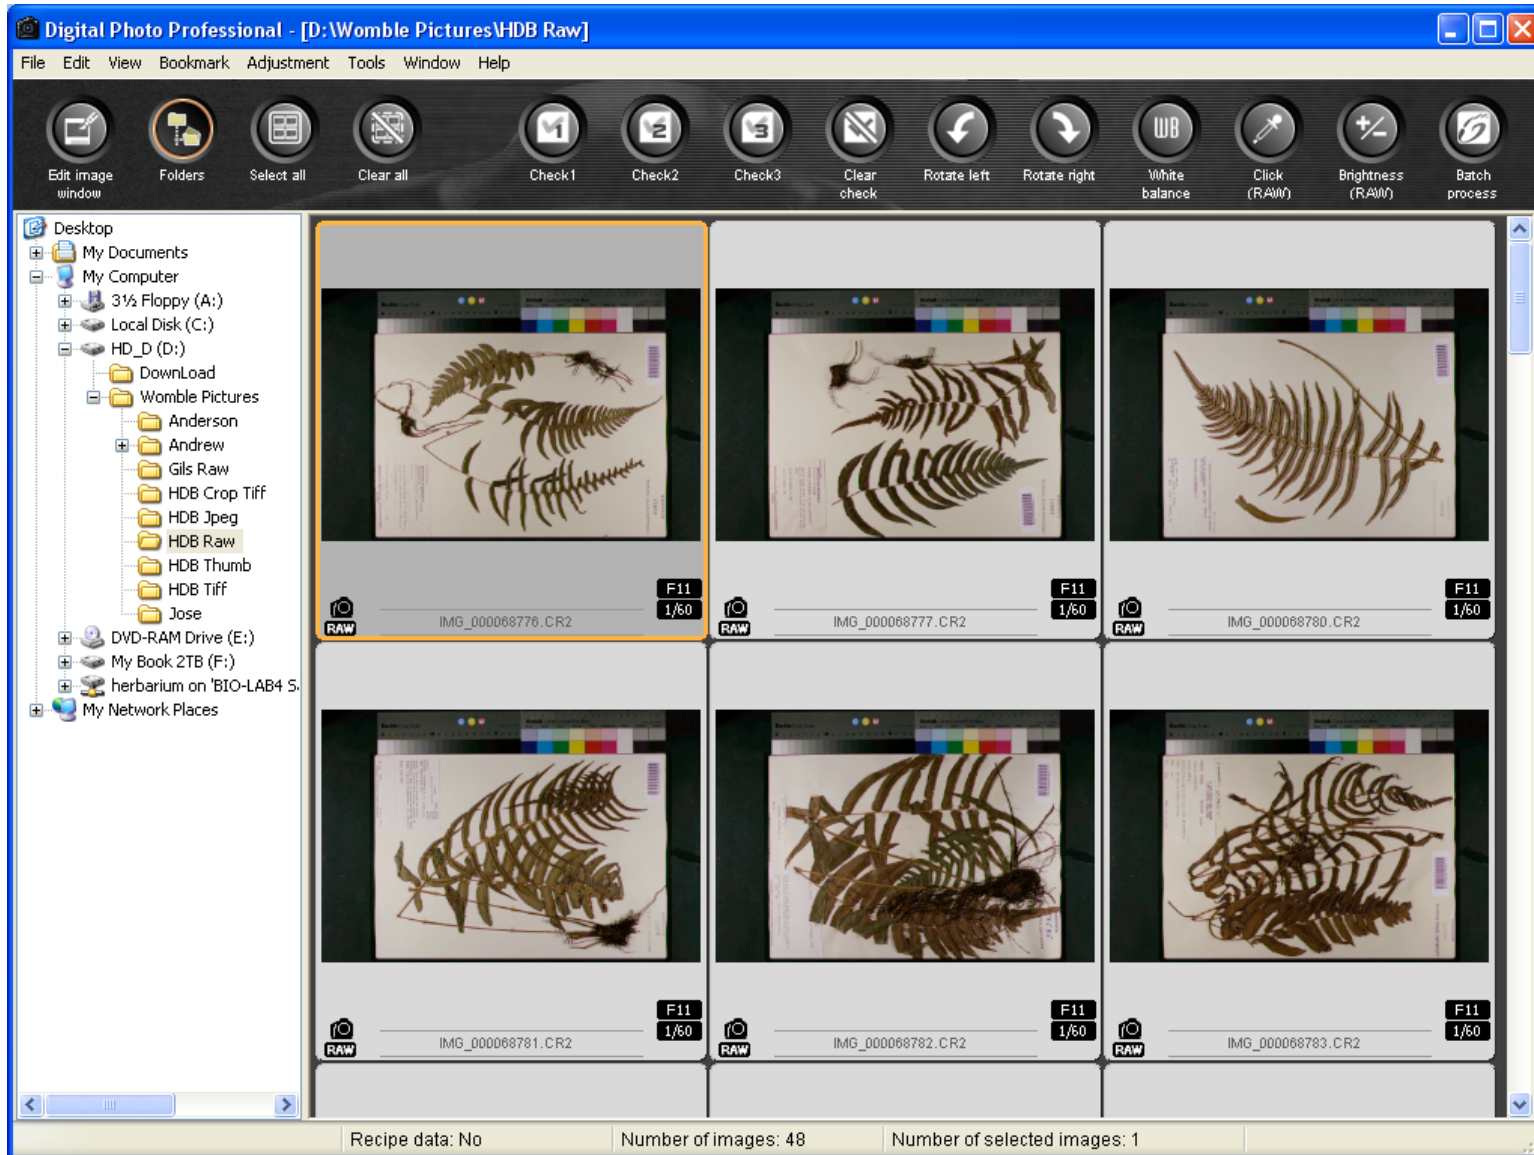 Digital Photo Professional - [D:\Womble Pictures\HDB Raw]
File Edit View Bookmark Adjustment Tools Window Help
Edit image window
Folders
Select all
Clear all
Check1
Check2
Check3
Clear check
Rotate left
Rotate right
WB
White balance
Click (RAW)
Brightness (RAW)
Batch process
Desktop
My Documents
My Computer
3½ Floppy (A:)
Local Disk (C:)
HD_D (D:)
DownLoad
Womble Pictures
Anderson
Andrew
Gils Raw
HDB Crop Tiff
HDB Jpeg
HDB Raw
HDB Thumb
HDB Tiff
Jose
DVD-RAM Drive (E:)
My Book 2TB (F:)
herbarium on 'BIO-LAB4 S
My Network Places
F11
1/60
RAW
IMG_000068776.CR2
F11
1/60
RAW
IMG_000068777.CR2
F11
1/60
RAW
IMG_000068780.CR2
F11
1/60
RAW
IMG_000068781.CR2
F11
1/60
RAW
IMG_000068782.CR2
F11
1/60
RAW
IMG_000068783.CR2
Recipe data: No
Number of images: 48
Number of selected images: 1